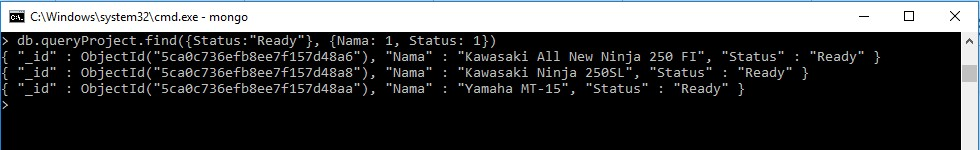 C:\Windows\system32\cmd.exe - mongo
> db.queryProject.find({Status:"Ready"}, {Nama: 1, Status: 1})
{ "_id" : ObjectId("5ca0c736efb8ee7f157d48a6"), "Nama" : "Kawasaki All New Ninja 250 FI", "Status" : "Ready" }
{ "_id" : ObjectId("5ca0c736efb8ee7f157d48a8"), "Nama" : "Kawasaki Ninja 250SL", "Status" : "Ready" }
{ "_id" : ObjectId("5ca0c736efb8ee7f157d48aa"), "Nama" : "Yamaha MT-15", "Status" : "Ready" }
>